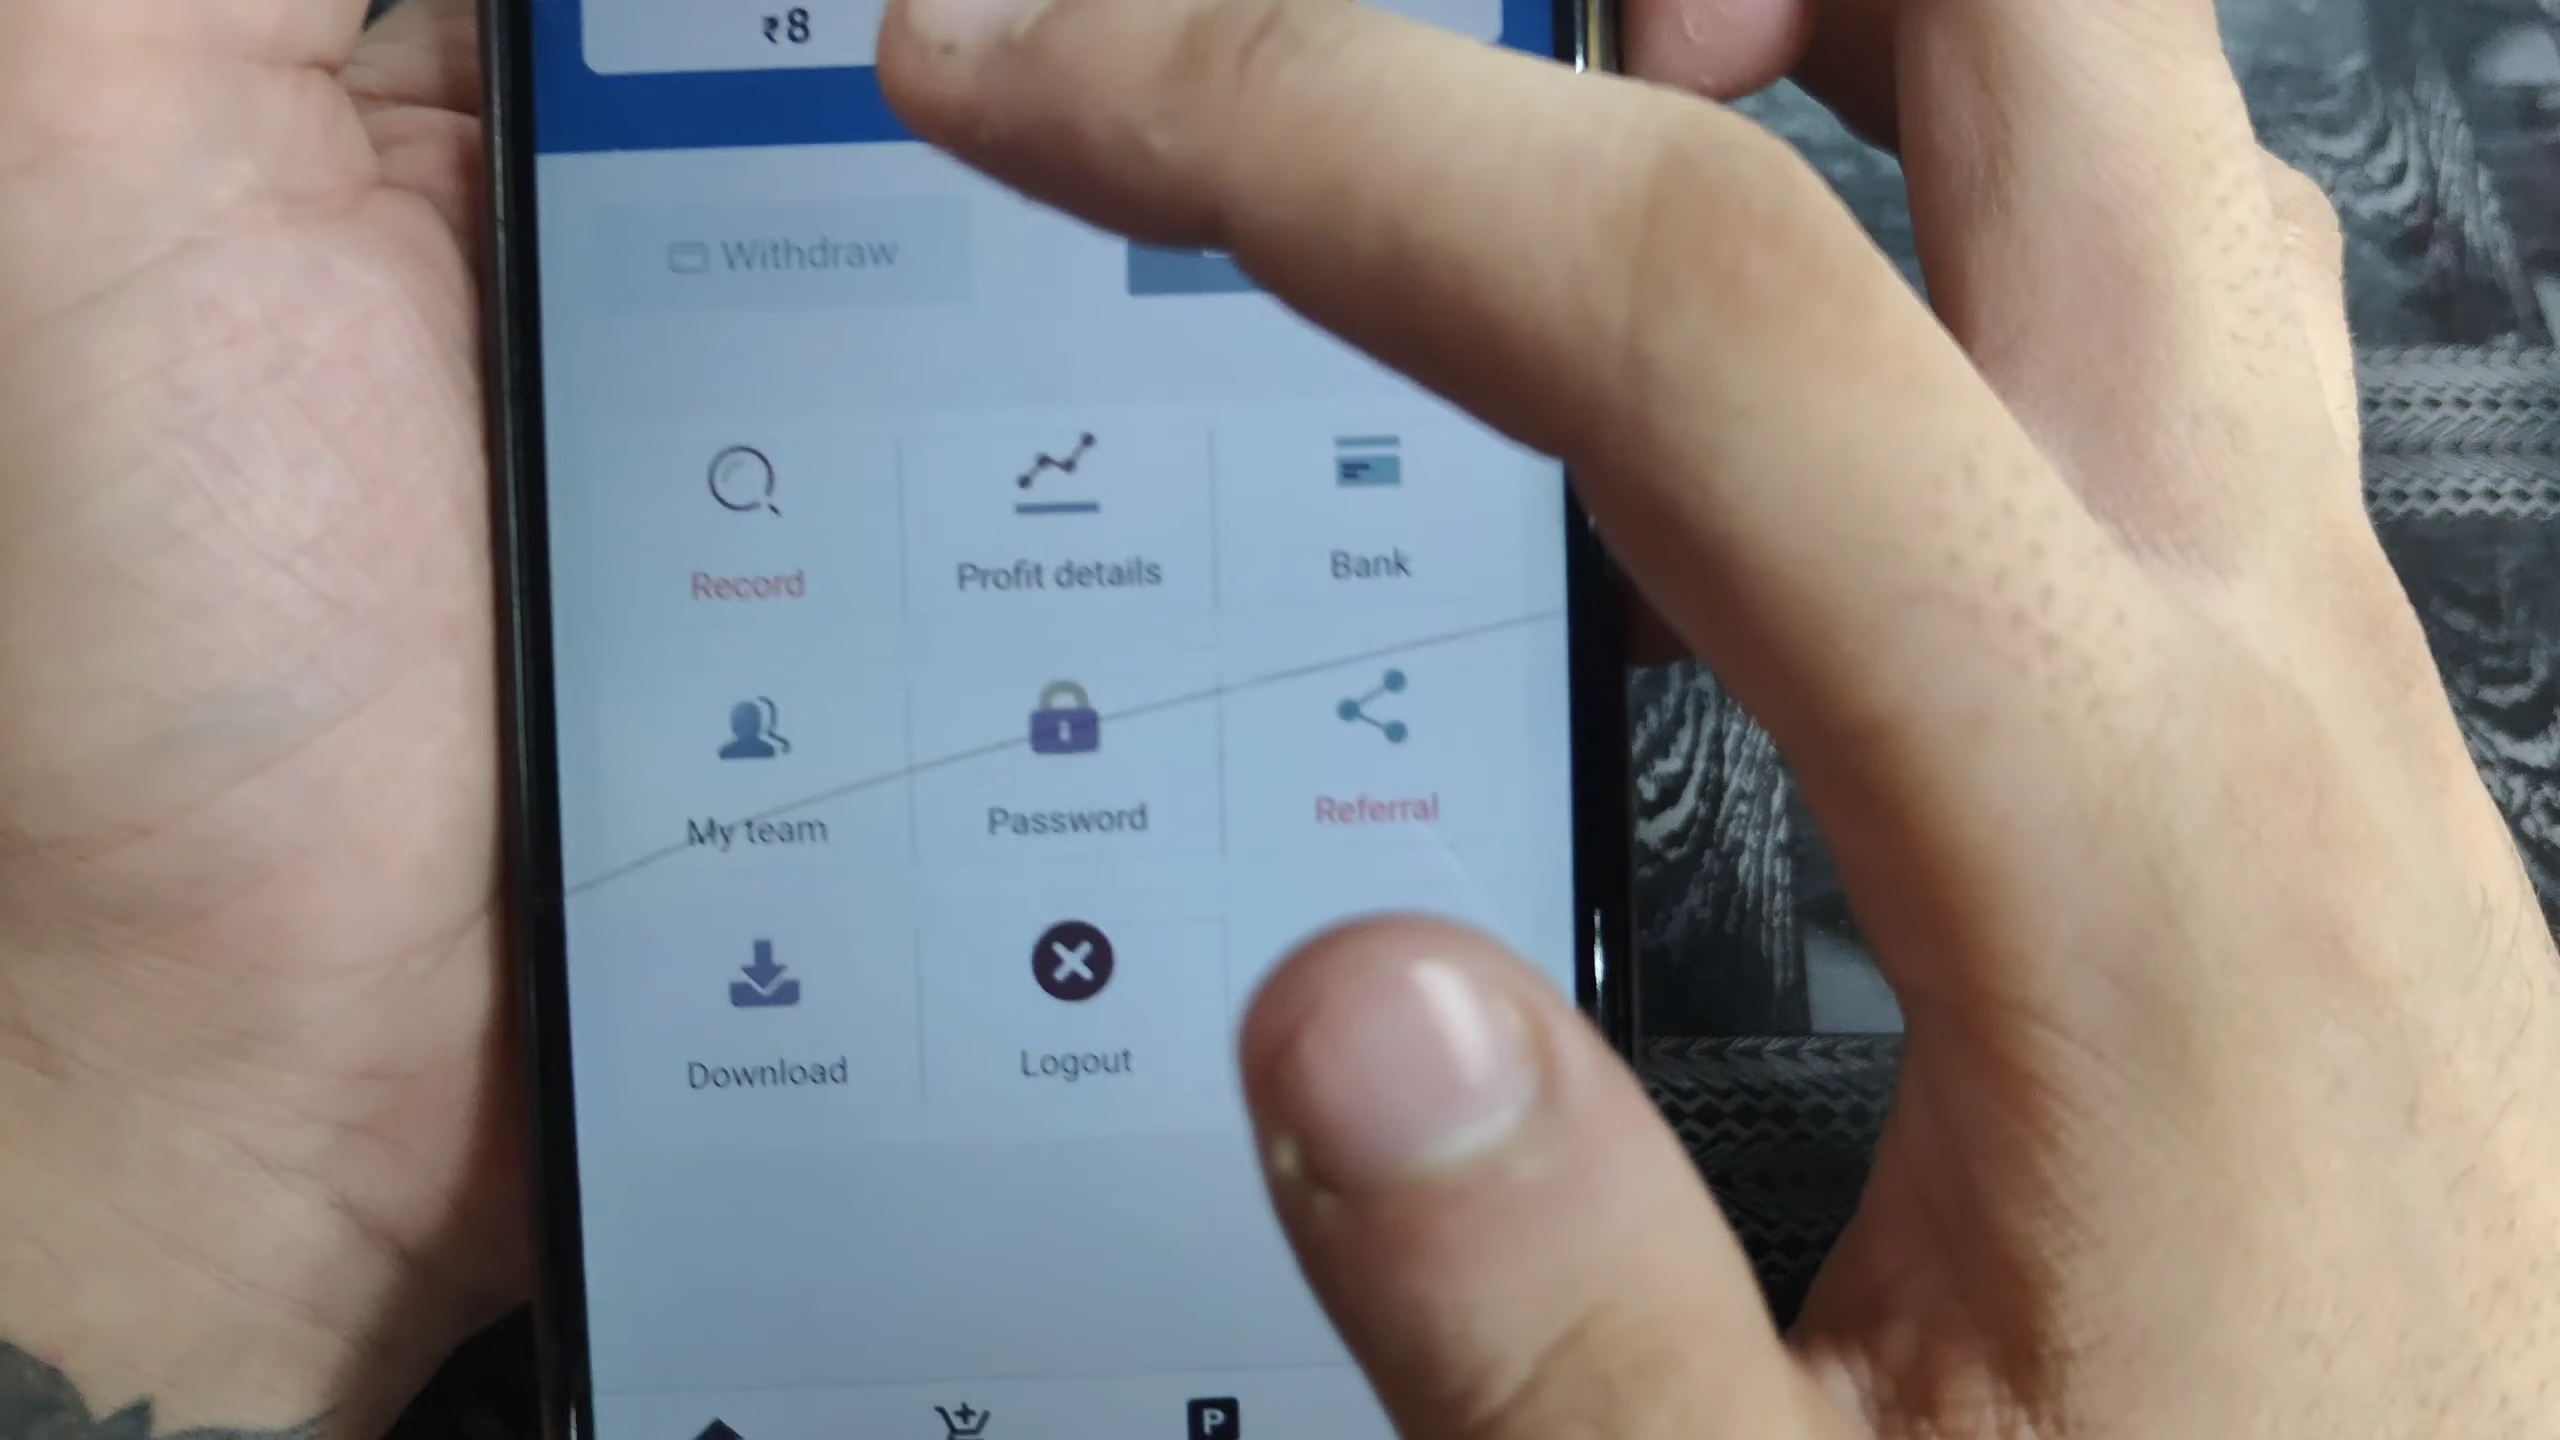 ₹8
Withdraw
Record
Profit details
Bank
My team
Password
Referral
Download
Logout
P